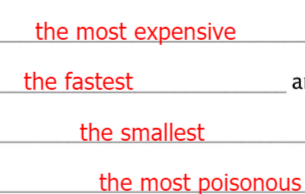 the most expensive
the fastest
the smallest
the most poisonous